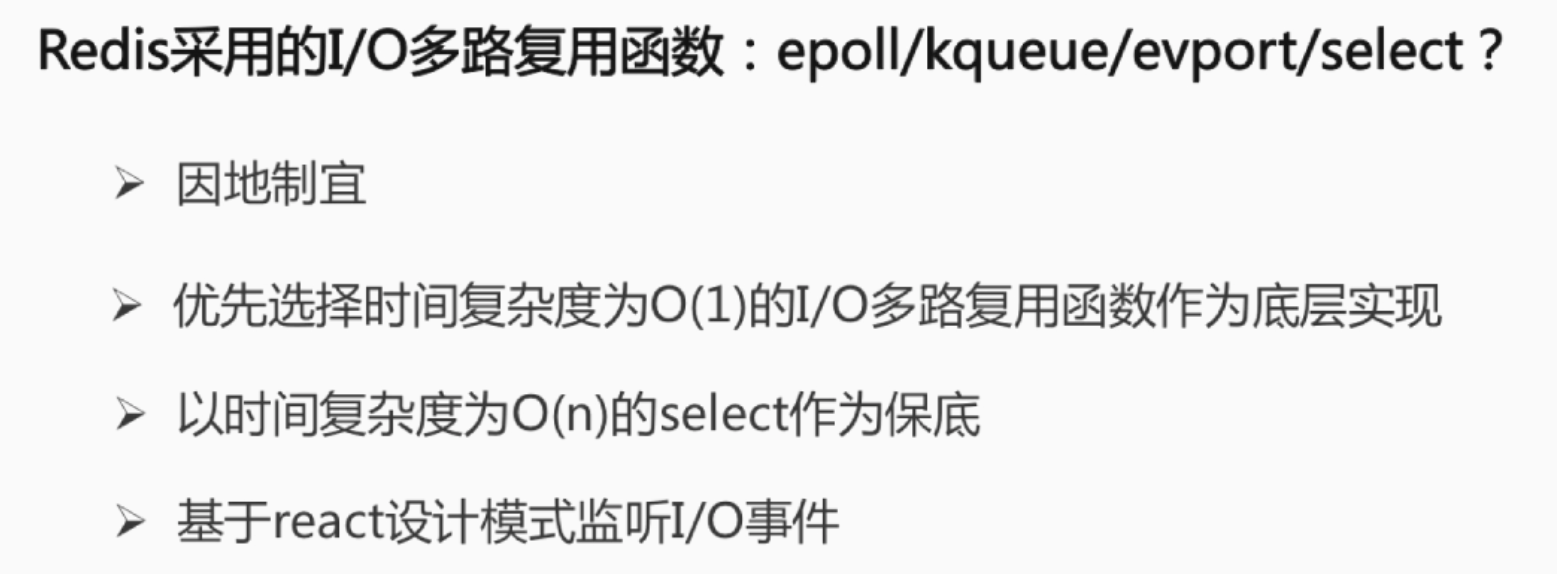 Redis采用的I/O多路复用函数：epoll/kqueue/evport/select？
➢ 因地制宜
➢ 优先选择时间复杂度为O(1)的I/O多路复用函数作为底层实现
➢ 以时间复杂度为O(n)的select作为保底
➢ 基于react设计模式监听I/O事件